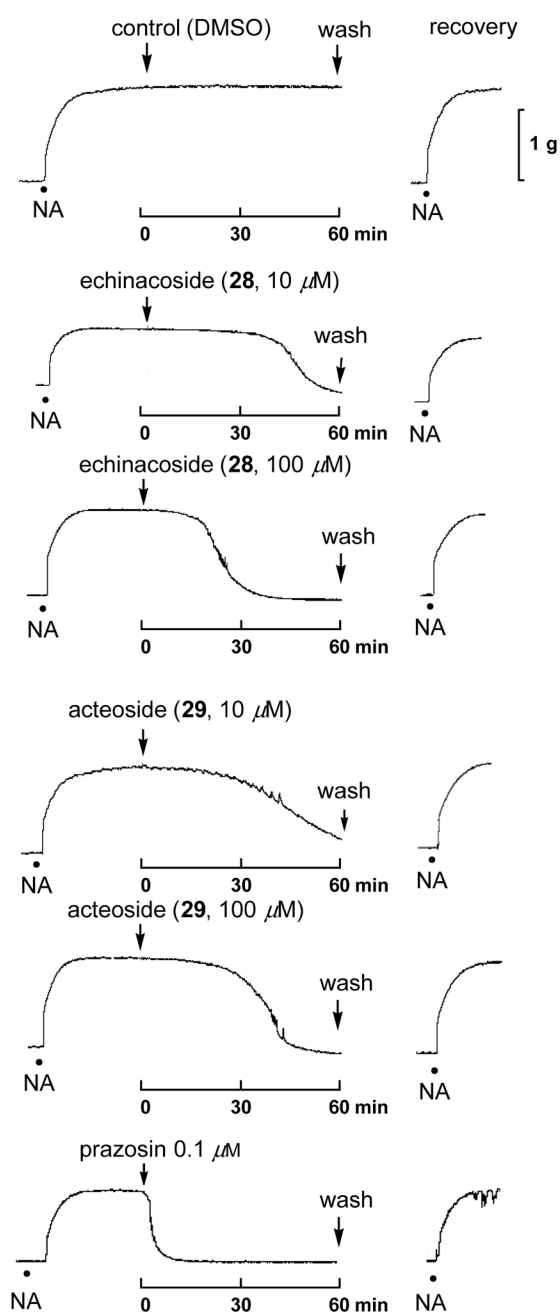 control (DMSO) wash recovery
1 g
NA NA
0 30 60 min
echinacoside (28, 10 μM)
wash
NA NA
0 30 60 min
echinacoside (28, 100 μM)
wash
NA NA
0 30 60 min
acteoside (29, 10 μM)
wash
NA NA
0 30 60 min
acteoside (29, 100 μM)
wash
NA NA
0 30 60 min
prazosin 0.1 μM
wash
NA NA
0 30 60 min